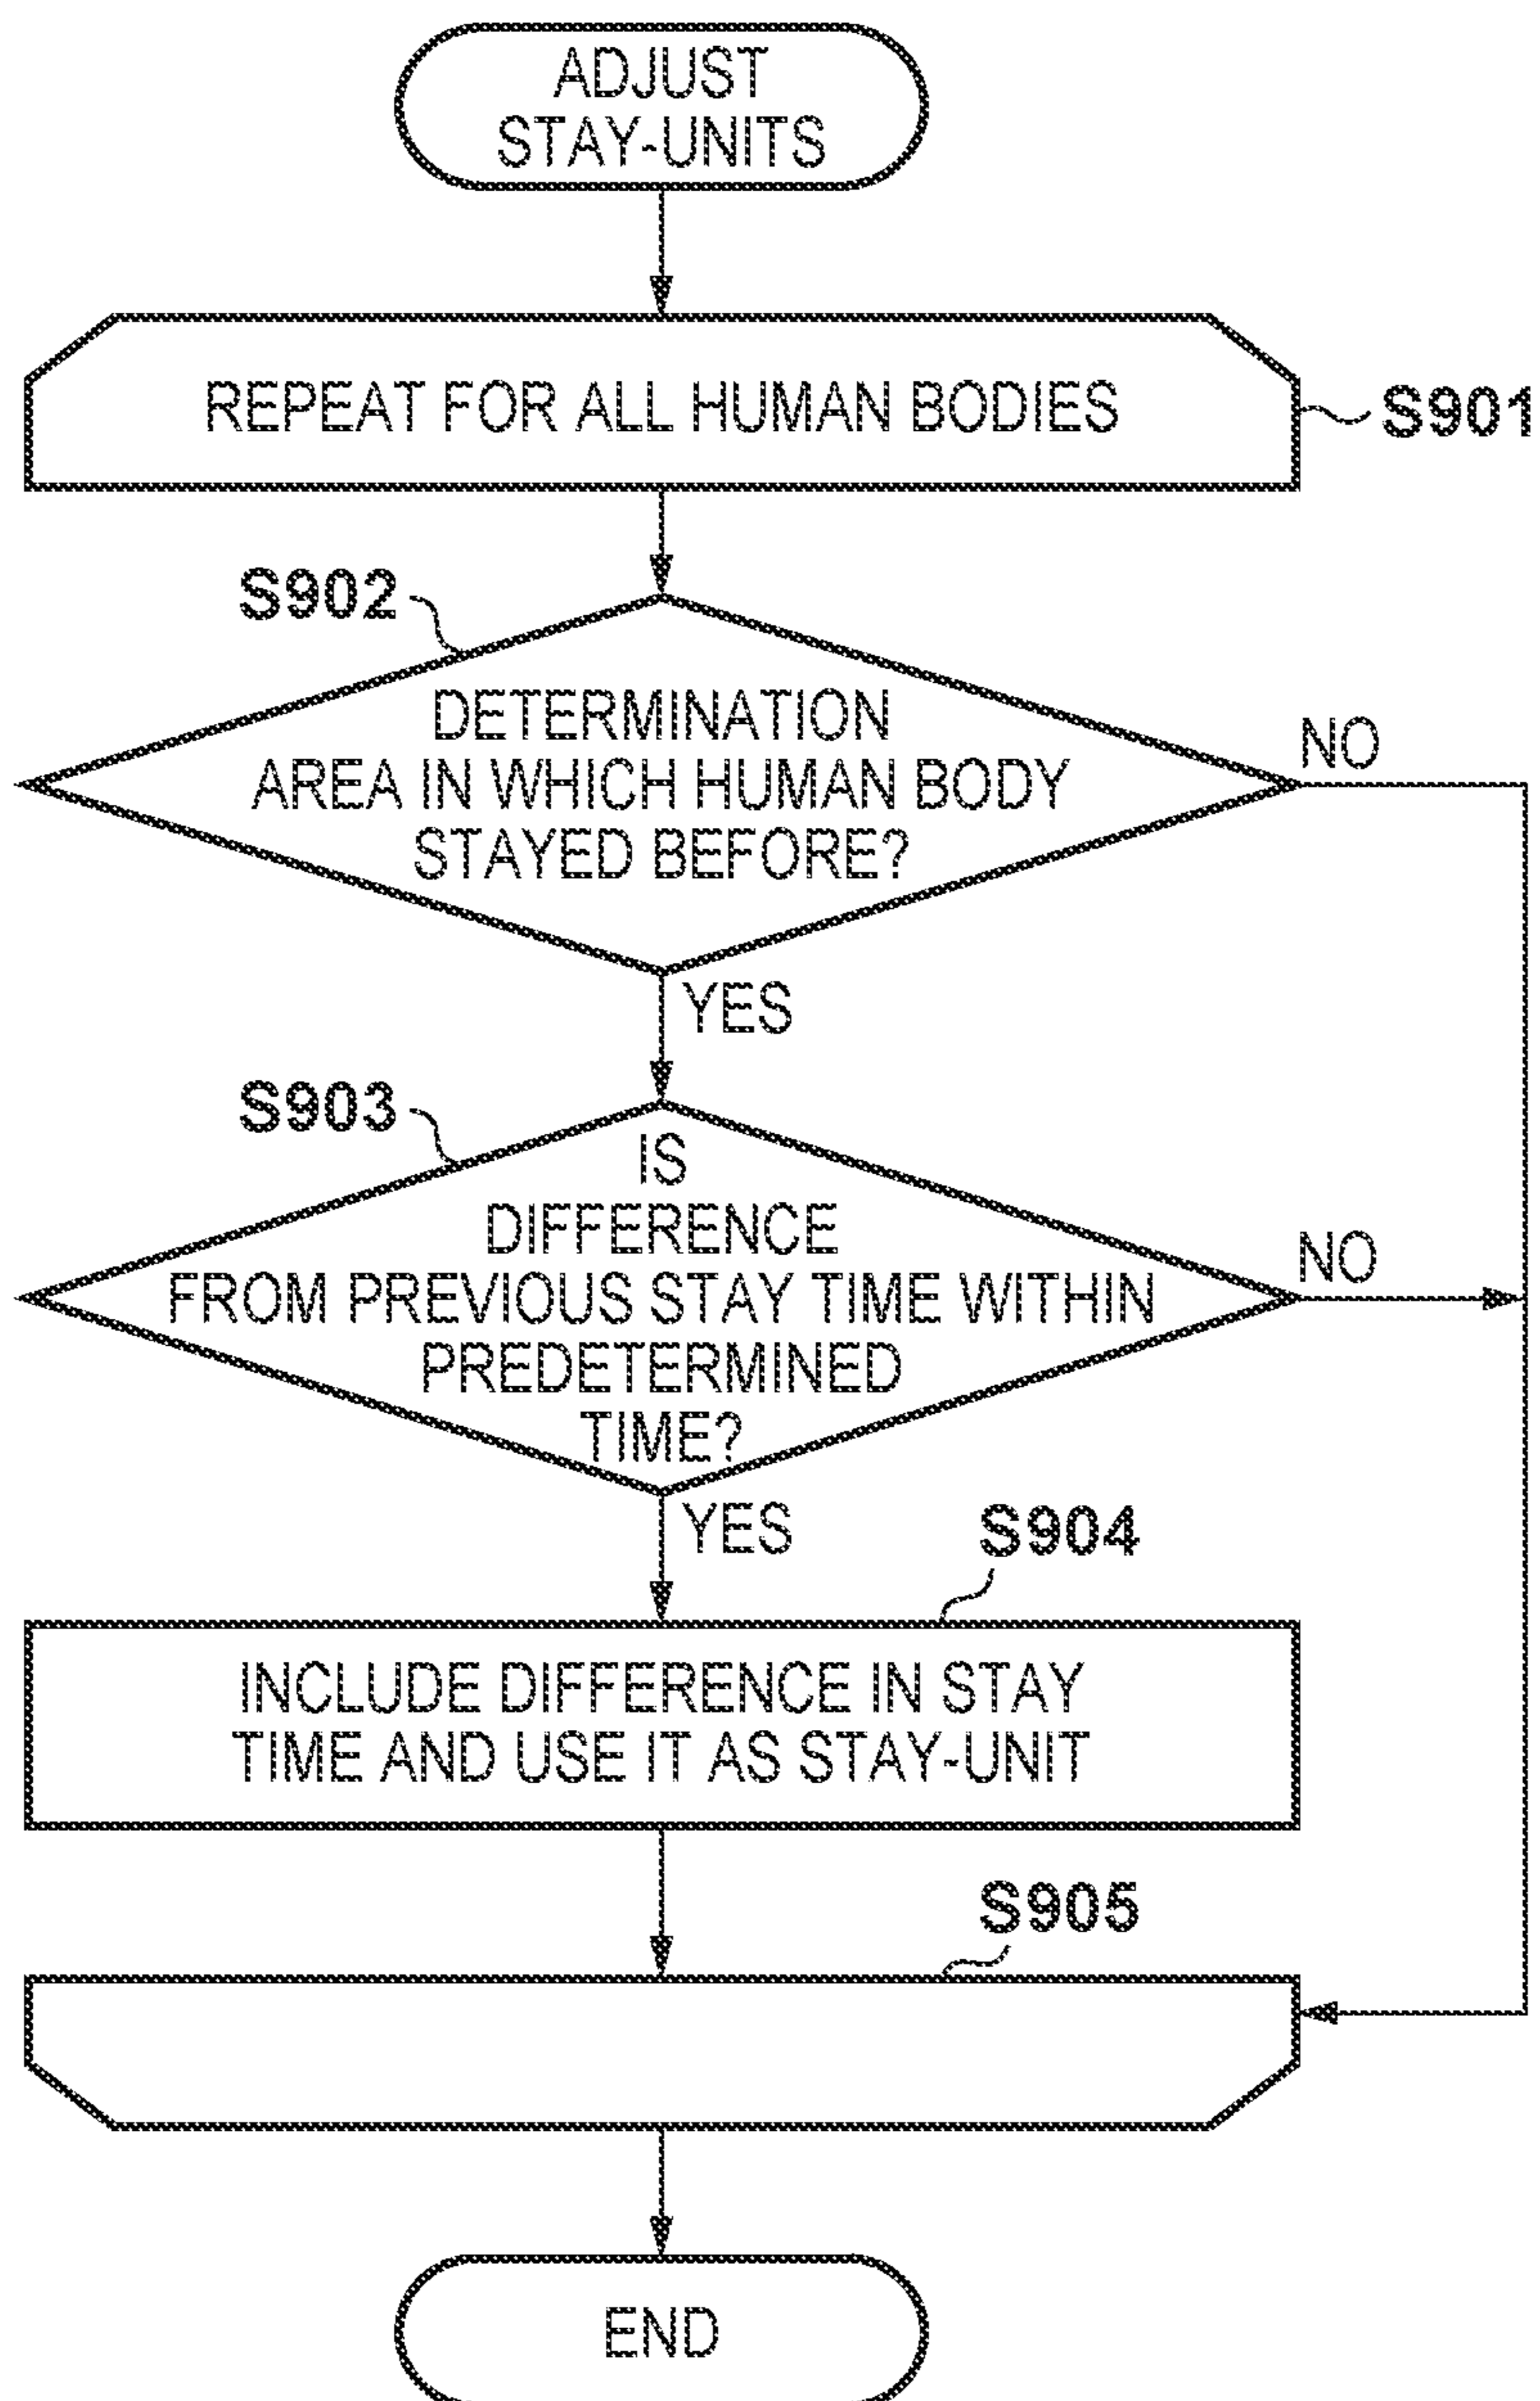 ADJUST
STAY-UNITS
REPEAT FOR ALL HUMAN BODIES
S901
S902
DETERMINATION
AREA IN WHICH HUMAN BODY
STAYED BEFORE?
NO
YES
S903
IS
DIFFERENCE
FROM PREVIOUS STAY TIME WITHIN
PREDETERMINED
TIME?
NO
YES
S904
INCLUDE DIFFERENCE IN STAY
TIME AND USE IT AS STAY-UNIT
S905
END